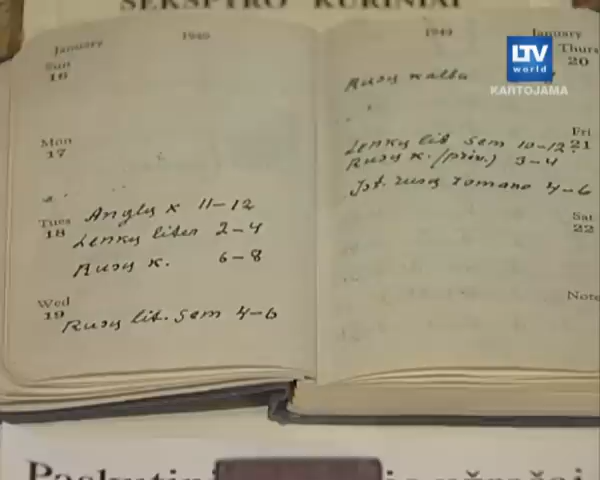 ŠEKSPYRO KŪRINIAI
LTV
world
KARTOJAMA
January 1949
Sun
16
Mon
17
Tues
18
Anglų k 11-12
Lenkų liter 2-4
Rusų k. 6-8
Wed
19
Rusų lit. sem 4-6
1949 January
Thurs
20
Rusų kalba
Fri
21
Lenkų lit sem 10-12
Rusų k. (priv.) 3-4
Ist. rusų romano 4-6
Sat
22
Note